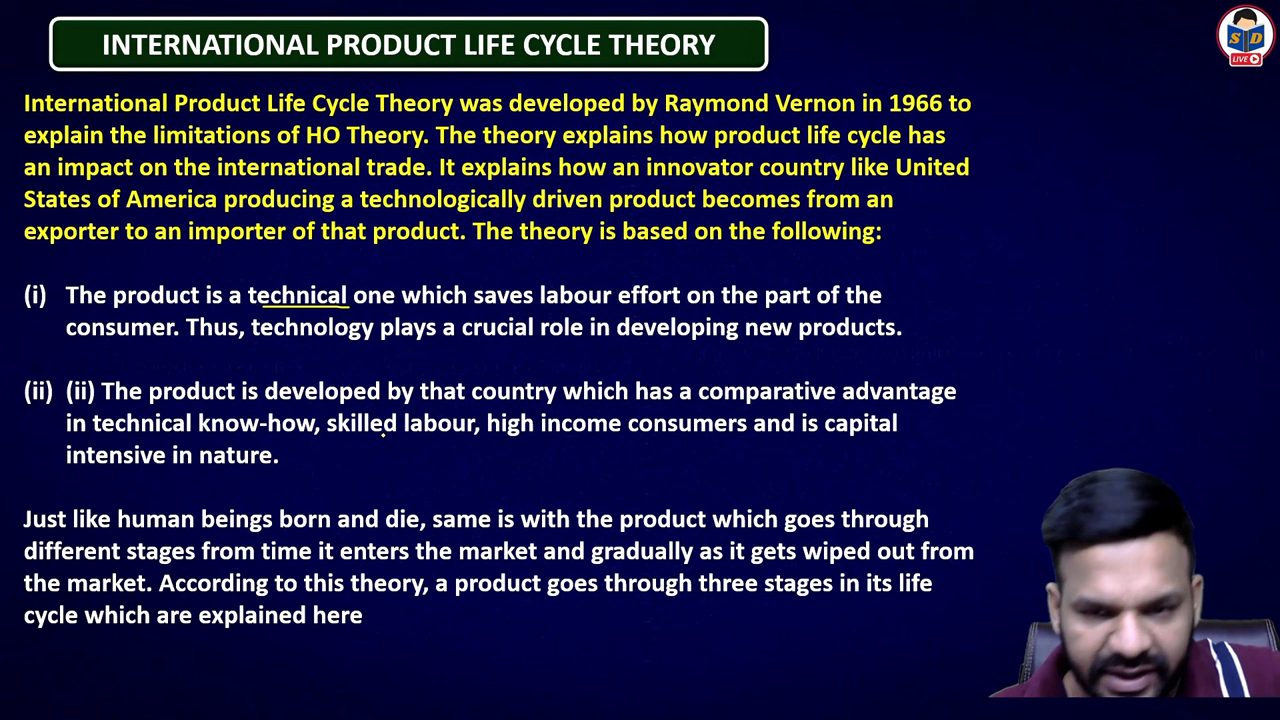 INTERNATIONAL PRODUCT LIFE CYCLE THEORY
S D
LIVE
International Product Life Cycle Theory was developed by Raymond Vernon in 1966 to
explain the limitations of HO Theory. The theory explains how product life cycle has
an impact on the international trade. It explains how an innovator country like United
States of America producing a technologically driven product becomes from an
exporter to an importer of that product. The theory is based on the following:
(i) The product is a technical one which saves labour effort on the part of the
consumer. Thus, technology plays a crucial role in developing new products.
(ii) (ii) The product is developed by that country which has a comparative advantage
in technical know-how, skilled labour, high income consumers and is capital
intensive in nature.
Just like human beings born and die, same is with the product which goes through
different stages from time it enters the market and gradually as it gets wiped out from
the market. According to this theory, a product goes through three stages in its life
cycle which are explained here